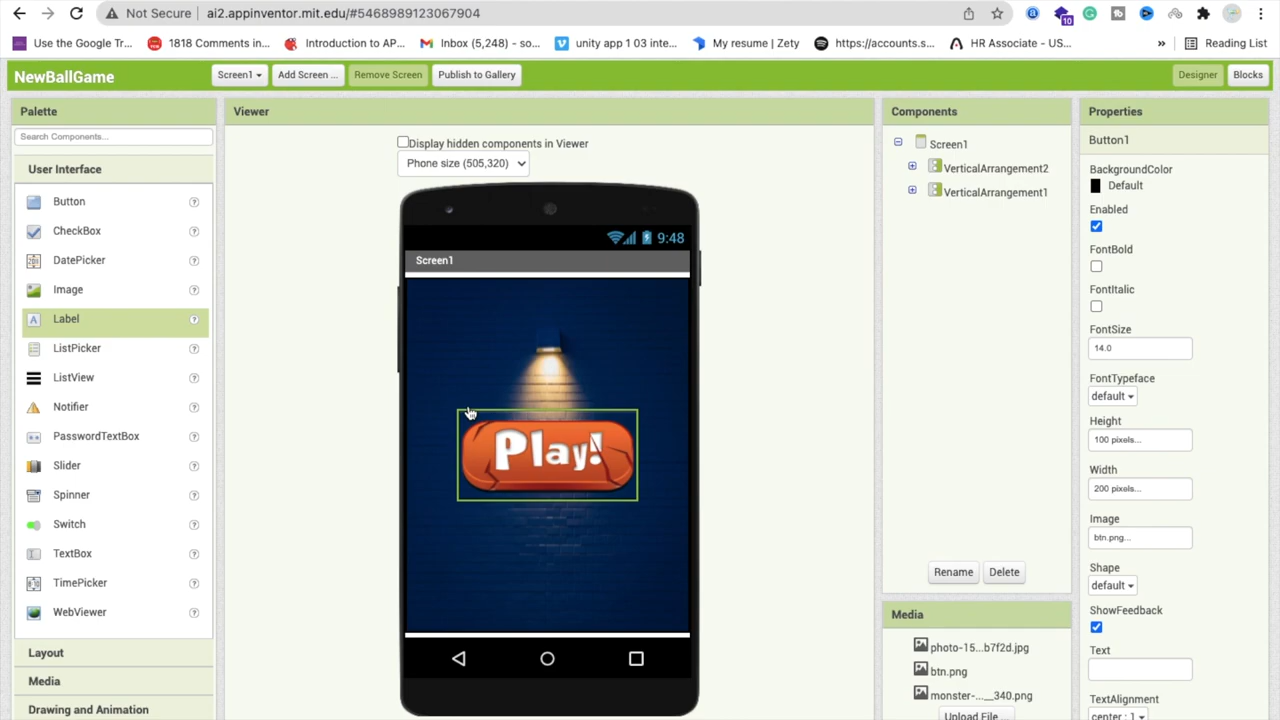 Not Secure | ai2.appinventor.mit.edu/#5468989123067904
10
Use the Google Tr...
1818 Comments in...
Introduction to AP...
Inbox (5,248) - so...
unity app 1 03 inte...
My resume | Zety
https://accounts.s...
HR Associate - US...
»
Reading List
NewBallGame
Screen1
Add Screen ...
Remove Screen
Publish to Gallery
Designer
Blocks
Palette
Search Components...
User Interface
Button
CheckBox
DatePicker
Image
Label
ListPicker
ListView
Notifier
PasswordTextBox
Slider
Spinner
Switch
TextBox
TimePicker
WebViewer
Layout
Media
Drawing and Animation
Viewer
Display hidden components in Viewer
Phone size (505,320)
9:48
Screen1
Play!
Components
Screen1
VerticalArrangement2
VerticalArrangement1
Rename
Delete
Media
photo-15...b7f2d.jpg
btn.png
monster-...__340.png
Upload File ...
Properties
Button1
BackgroundColor
Default
Enabled
FontBold
FontItalic
FontSize
14.0
FontTypeface
default
Height
100 pixels...
Width
200 pixels...
Image
btn.png...
Shape
default
ShowFeedback
Text
TextAlignment
center : 1